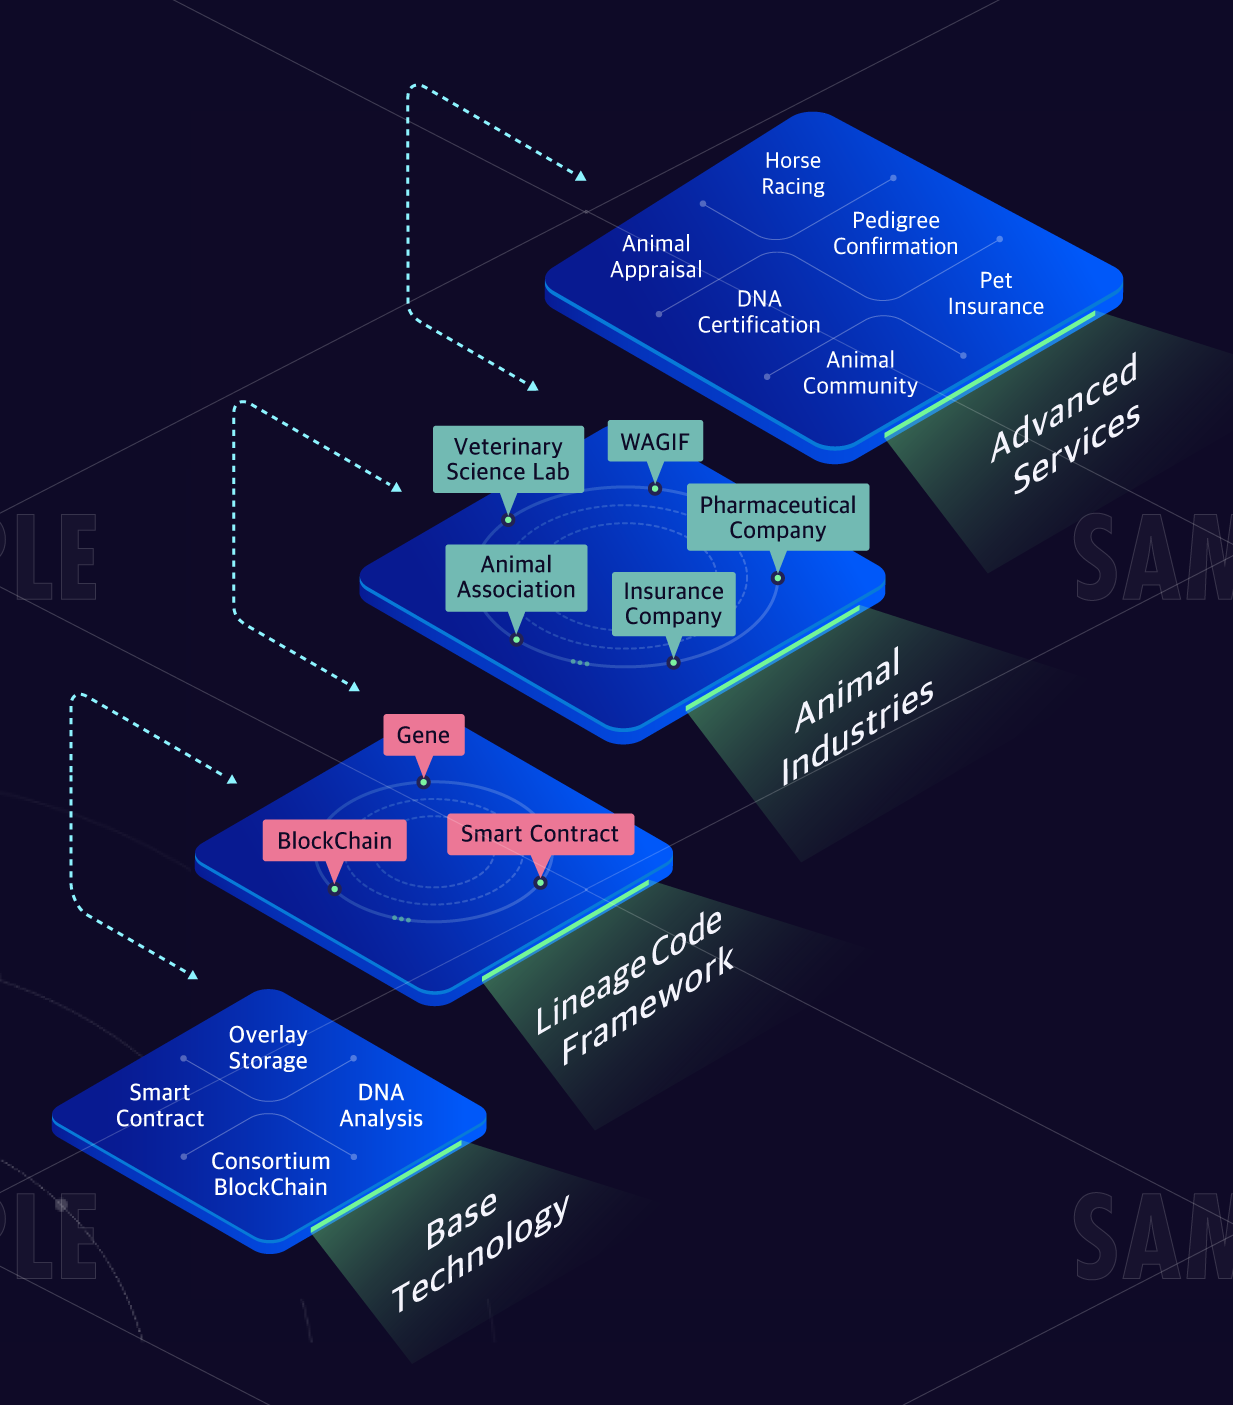 Horse
Racing
Pedigree
Confirmation
Animal
Appraisal
Pet
Insurance
DNA
Certification
Animal
Community
Advanced
Services
Veterinary
Science Lab
WAGIF
Pharmaceutical
Company
Animal
Association
Insurance
Company
PLE
SAM
Animal
Industries
Gene
BlockChain
Smart Contract
Lineage Code
Framework
Overlay
Storage
Smart
Contract
DNA
Analysis
Consortium
BlockChain
PLE
SAM
Base
Technology